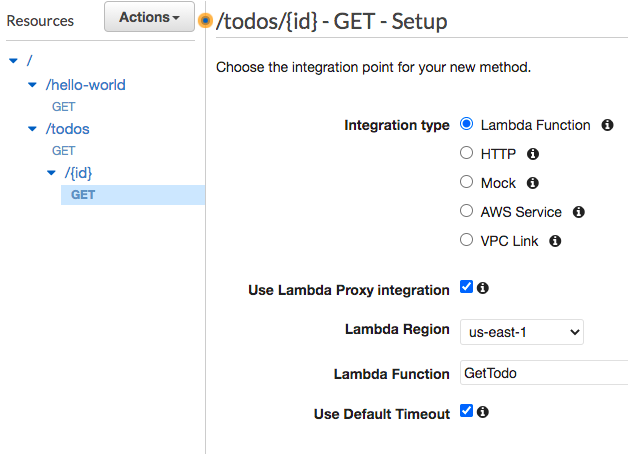 Resources
Actions
/
/hello-world
GET
/todos
GET
/{id}
GET
/todos/{id} - GET - Setup
Choose the integration point for your new method.
Integration type
Lambda Function
HTTP
Mock
AWS Service
VPC Link
Use Lambda Proxy integration
Lambda Region us-east-1
Lambda Function GetTodo
Use Default Timeout